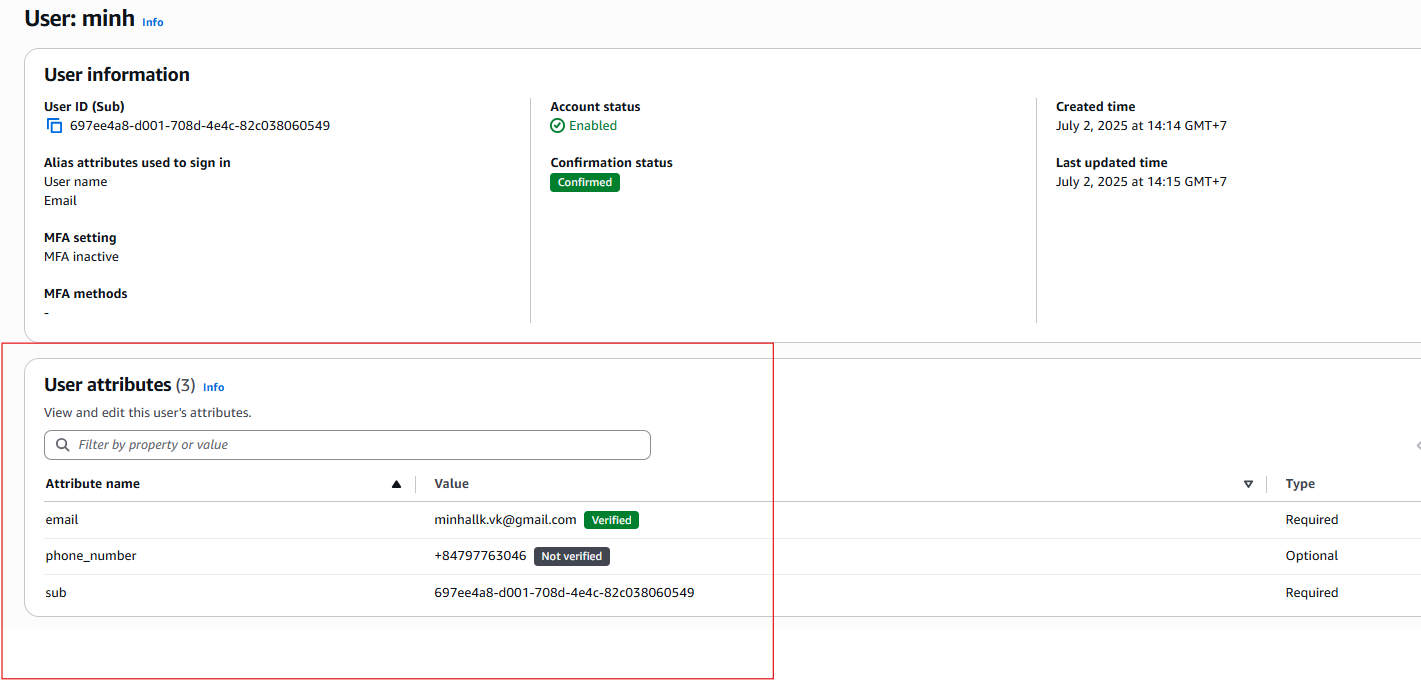 User: minh Info
User information
User ID (Sub)
697ee4a8-d001-708d-4e4c-82c038060549
Alias attributes used to sign in
User name
Email
MFA setting
MFA inactive
MFA methods
-
Account status
Enabled
Confirmation status
Confirmed
Created time
July 2, 2025 at 14:14 GMT+7
Last updated time
July 2, 2025 at 14:15 GMT+7
User attributes (3) Info
View and edit this user's attributes.
Filter by property or value
Attribute name Value Type
email minhallk.vk@gmail.com Verified Required
phone_number +84797763046 Not verified Optional
sub 697ee4a8-d001-708d-4e4c-82c038060549 Required